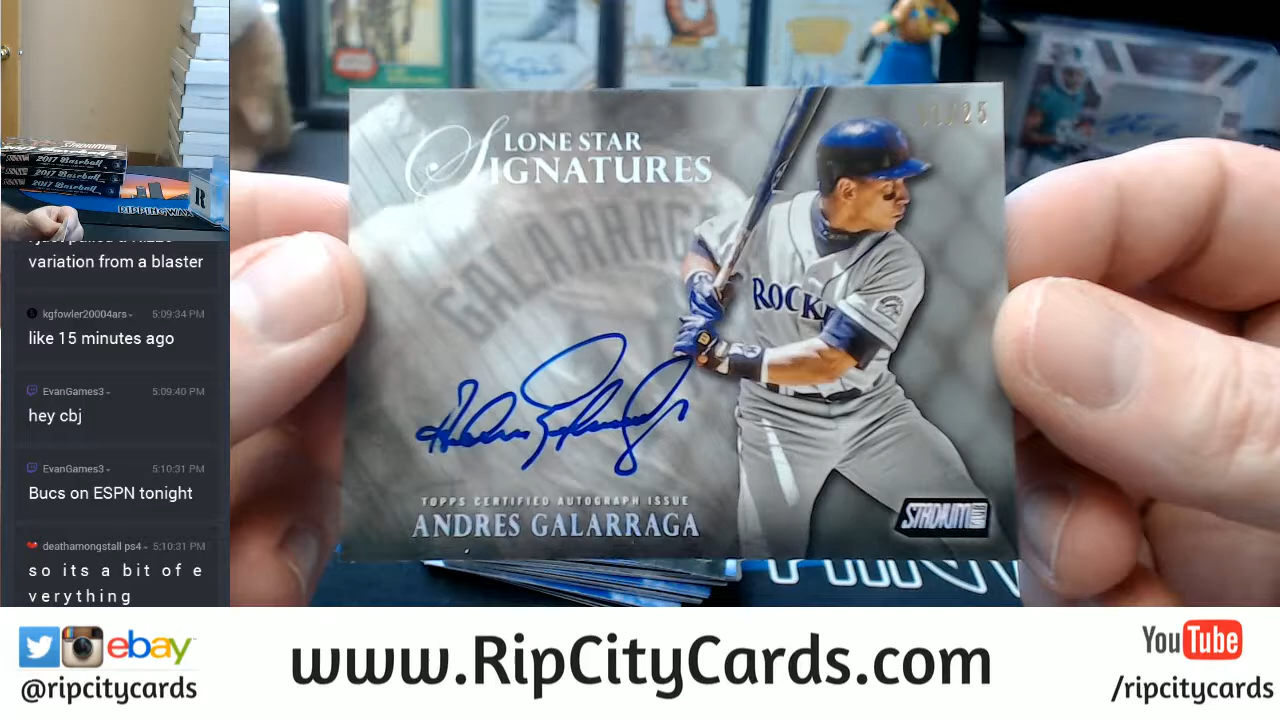 2017 Baseball
2017 Baseball
2017 Baseball
RIPPINGWAX
R
variation from a blaster
kgfowler20004ars
5:09:34 PM
like 15 minutes ago
EvanGames3
5:09:40 PM
hey cbj
EvanGames3
5:10:31 PM
Bucs on ESPN tonight
deathamongstall ps4
5:10:31 PM
so its a bit of e
verything
LONE STAR
SIGNATURES
/25
GALARRAGA
ROCK
TOPPS CERTIFIED AUTOGRAPH ISSUE
ANDRES GALARRAGA
STADIUM
ebay
@ripcitycards
www.RipCityCards.com
YouTube
/ripcitycards